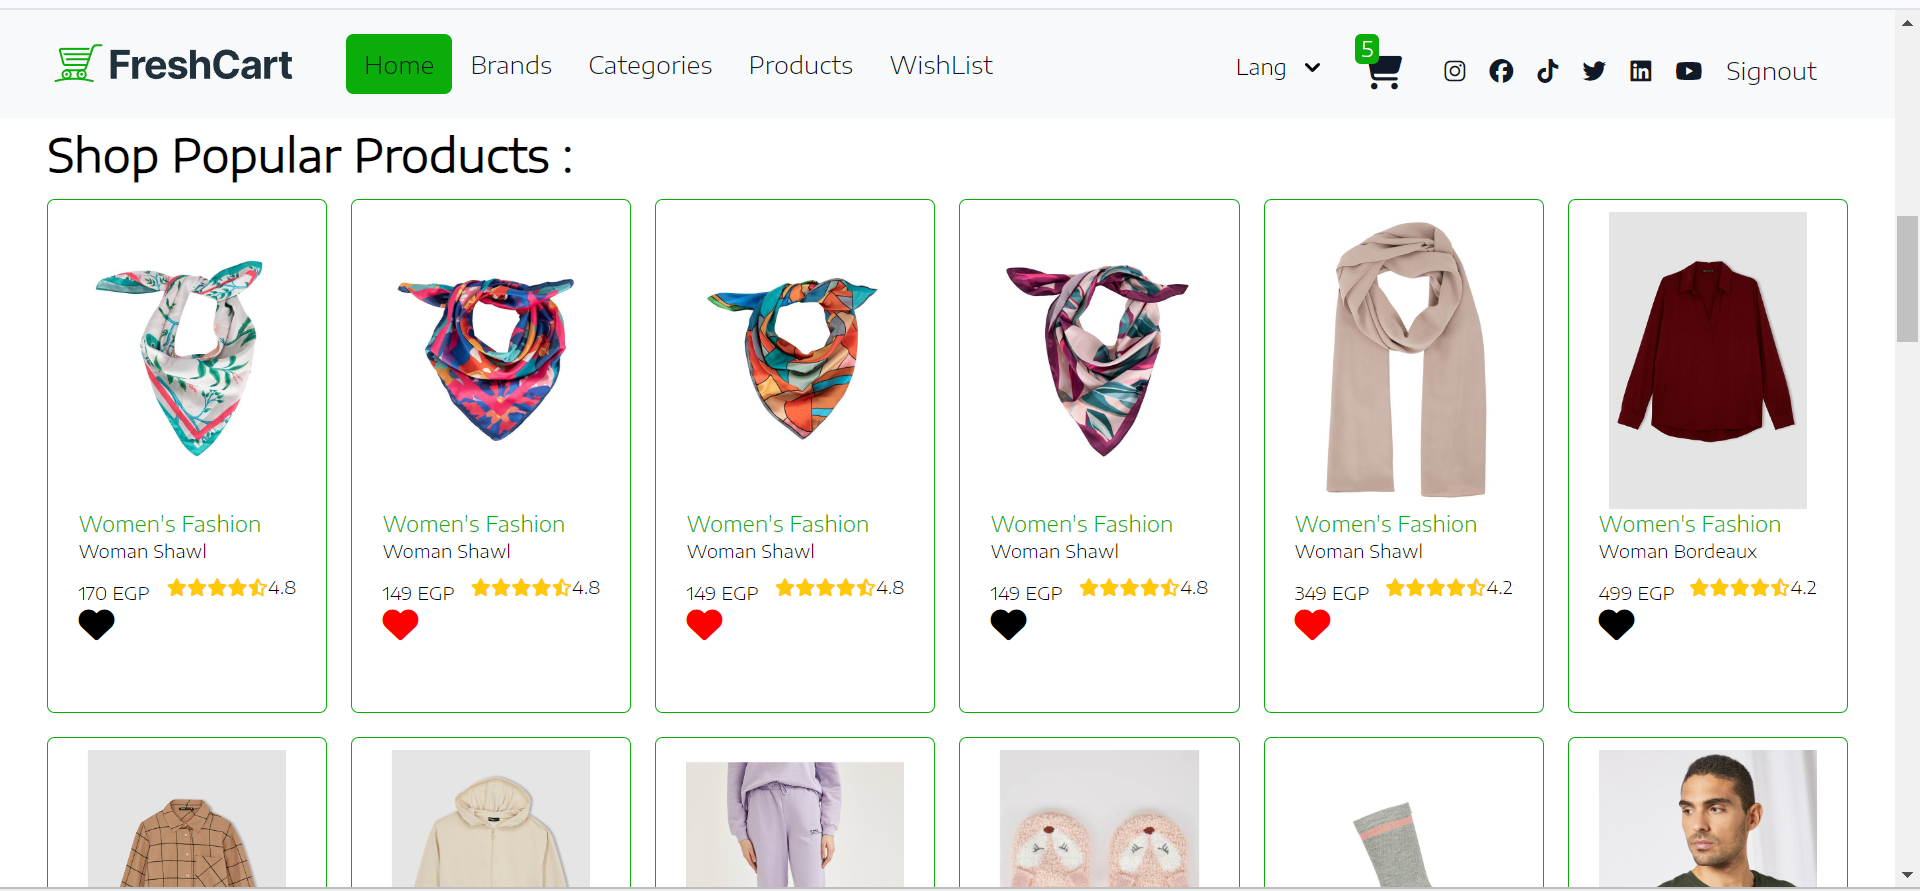 FreshCart
Home
Brands
Categories
Products
WishList
Lang
5
Signout
Shop Popular Products :
Women's Fashion
Woman Shawl
170 EGP
4.8
Women's Fashion
Woman Shawl
149 EGP
4.8
Women's Fashion
Woman Shawl
149 EGP
4.8
Women's Fashion
Woman Shawl
149 EGP
4.8
Women's Fashion
Woman Shawl
349 EGP
4.2
Women's Fashion
Woman Bordeaux
499 EGP
4.2